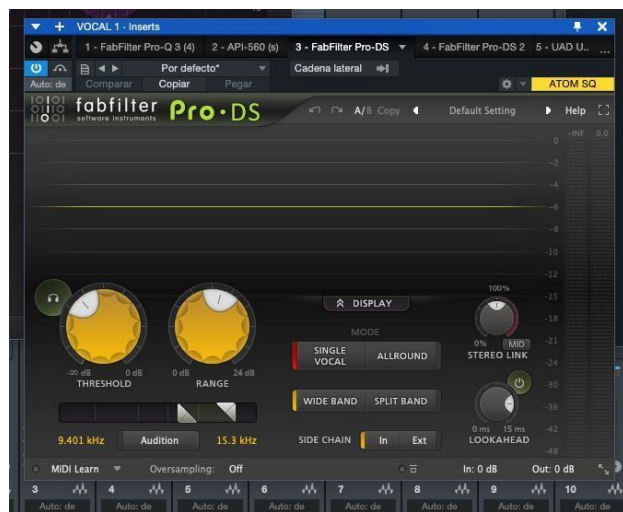 VOCAL 1 · Inserts
1 - FabFilter Pro-Q 3 (4) 2 - API-560 (s) 3 - FabFilter Pro-DS 4 - FabFilter Pro-DS 2 5 - UAD U.. ...
Por defecto* Cadena lateral
Auto: de Comparar Copiar Pegar ATOM SQ
fabfilter Pro·DS A/B Copy Default Setting Help
software instruments
-INF 0.0
0
-2
-4
-6
-8
-10
-12
-15
-18
-21
-24
-30
-36
-42
-48
100%
DISPLAY
MODE
0% MID
STEREO LINK
SINGLE VOCAL ALLROUND
-∞ dB 0 dB 0 dB 24 dB
THRESHOLD RANGE
WIDE BAND SPLIT BAND
0 ms 15 ms
LOOKAHEAD
9.401 kHz Audition 15.3 kHz SIDE CHAIN In Ext
MIDI Learn Oversampling: Off In: 0 dB Out: 0 dB
3 4 5 6 7 8 9 10
Auto: de Auto: de Auto: de Auto: de Auto: de Auto: de Auto: de Auto: de